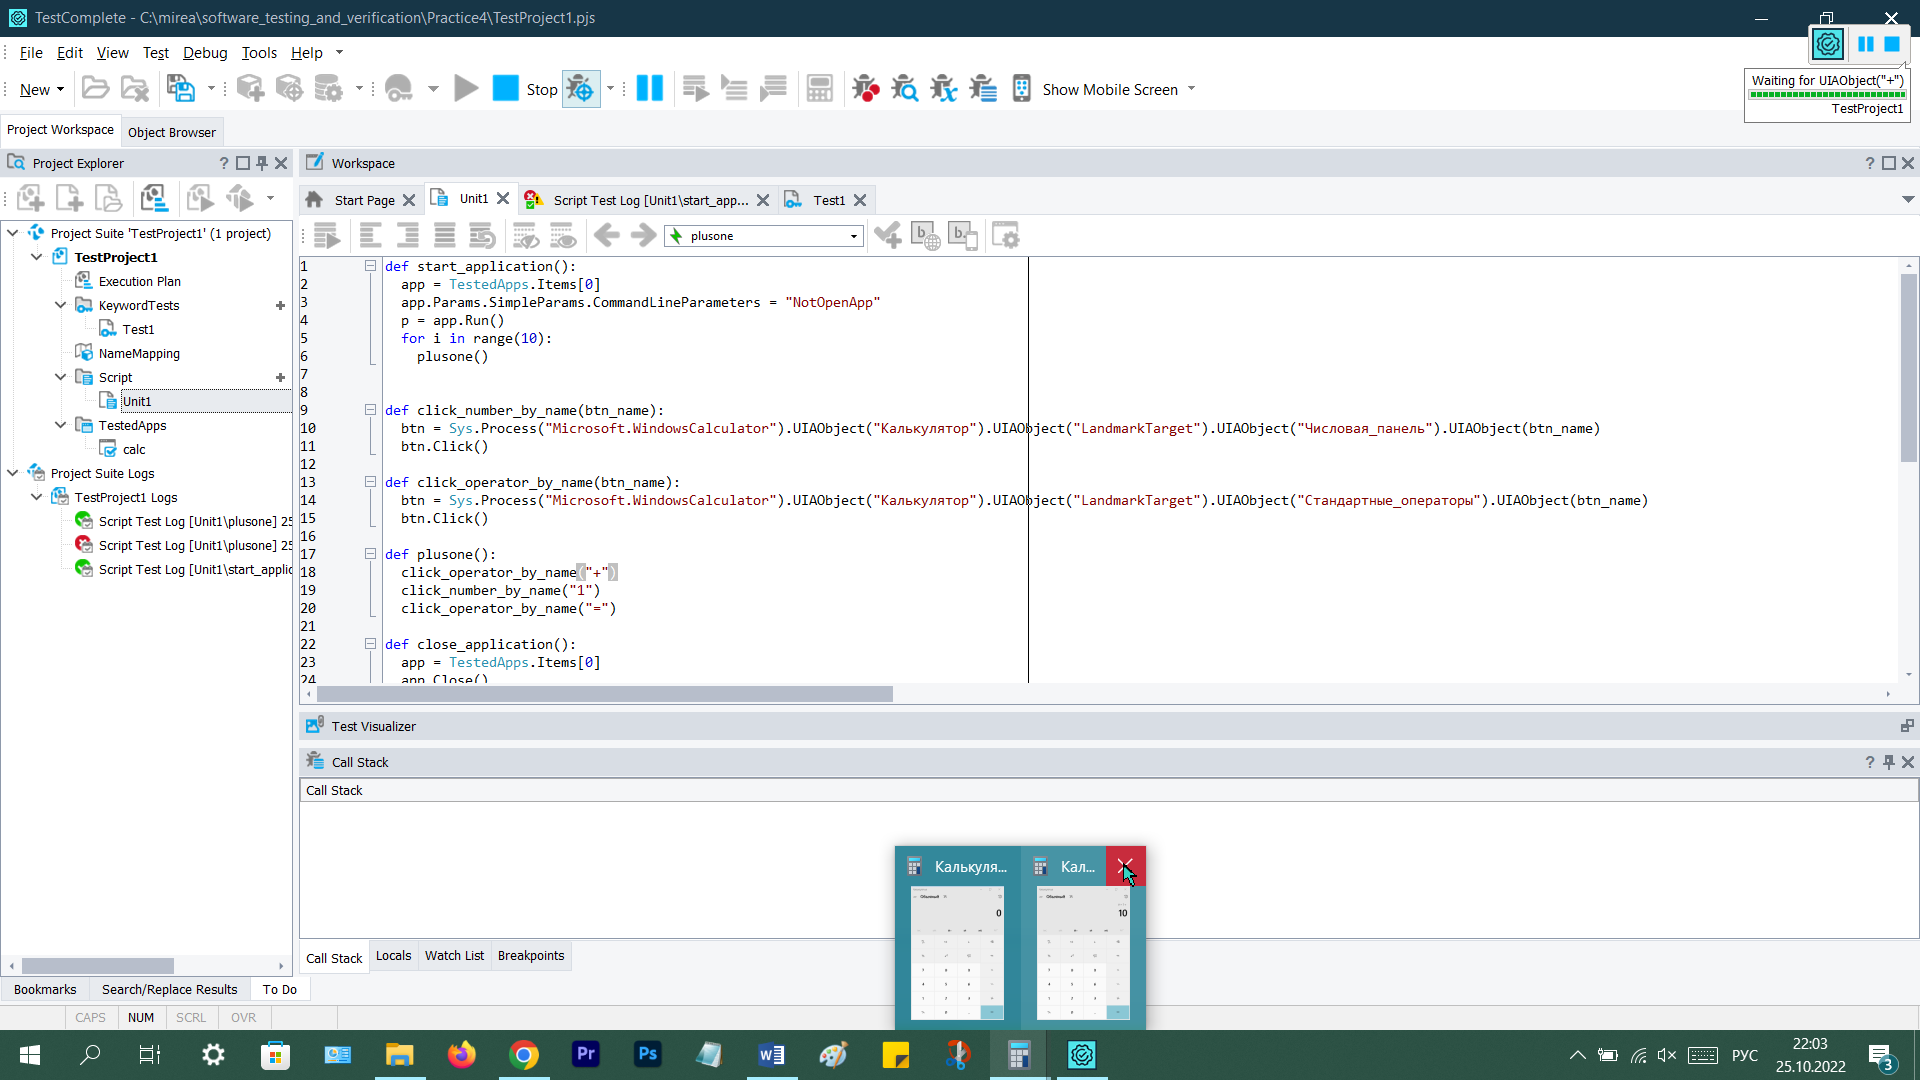 TestComplete - C:\mirea\software_testing_and_verification\Practice4\TestProject1.pjs
File Edit View Test Debug Tools Help
New Stop Show Mobile Screen
Waiting for UIAObject("+")
TestProject1
Project Workspace Object Browser
Project Explorer
Workspace
Start Page Unit1 Script Test Log [Unit1\start_app... Test1
plusone
Project Suite 'TestProject1' (1 project)
TestProject1
Execution Plan
KeywordTests
Test1
NameMapping
Script
Unit1
TestedApps
calc
Project Suite Logs
TestProject1 Logs
Script Test Log [Unit1\plusone] 25
Script Test Log [Unit1\plusone] 25
Script Test Log [Unit1\start_applic
1 def start_application():
2 app = TestedApps.Items[0]
3 app.Params.SimpleParams.CommandLineParameters = "NotOpenApp"
4 p = app.Run()
5 for i in range(10):
6 plusone()
7
8
9 def click_number_by_name(btn_name):
10 btn = Sys.Process("Microsoft.WindowsCalculator").UIAObject("Калькулятор").UIAObject("LandmarkTarget").UIAObject("Числовая_панель").UIAObject(btn_name)
11 btn.Click()
12
13 def click_operator_by_name(btn_name):
14 btn = Sys.Process("Microsoft.WindowsCalculator").UIAObject("Калькулятор").UIAObject("LandmarkTarget").UIAObject("Стандартные_операторы").UIAObject(btn_name)
15 btn.Click()
16
17 def plusone():
18 click_operator_by_name("+")
19 click_number_by_name("1")
20 click_operator_by_name("=")
21
22 def close_application():
23 app = TestedApps.Items[0]
24 app.Close()
Test Visualizer
Call Stack
Call Stack
Калькуля... Кал...
Обычный Обычный
0 10
Call Stack Locals Watch List Breakpoints
Bookmarks Search/Replace Results To Do
CAPS NUM SCRL OVR
Pr Ps
РУС
22:03
25.10.2022
3